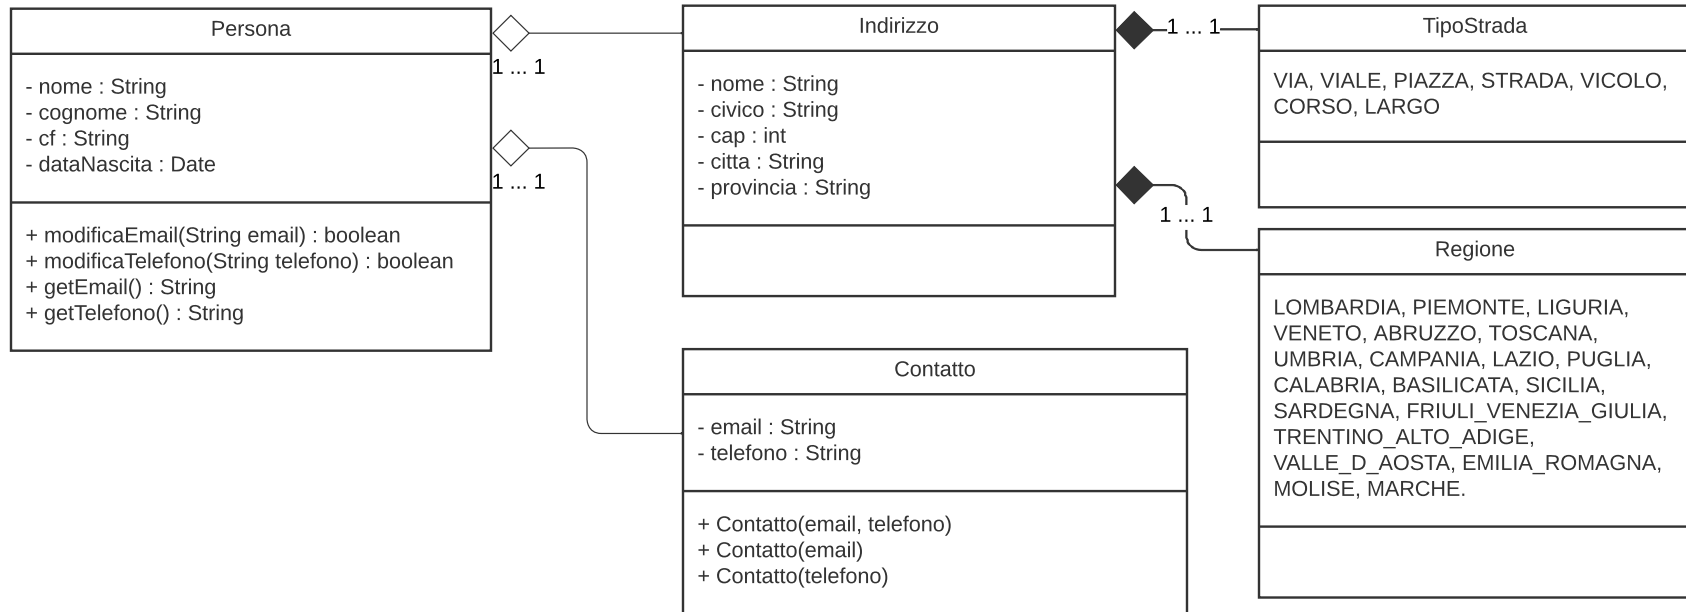 Persona
- nome : String
- cognome : String
- cf : String
- dataNascita : Date
+ modificaEmail(String email) : boolean
+ modificaTelefono(String telefono) : boolean
+ getEmail() : String
+ getTelefono() : String
1 ... 1
1 ... 1
Indirizzo
- nome : String
- civico : String
- cap : int
- citta : String
- provincia : String
1 ... 1
1 ... 1
TipoStrada
VIA, VIALE, PIAZZA, STRADA, VICOLO,
CORSO, LARGO
Regione
LOMBARDIA, PIEMONTE, LIGURIA,
VENETO, ABRUZZO, TOSCANA,
UMBRIA, CAMPANIA, LAZIO, PUGLIA,
CALABRIA, BASILICATA, SICILIA,
SARDEGNA, FRIULI_VENEZIA_GIULIA,
TRENTINO_ALTO_ADIGE,
VALLE_D_AOSTA, EMILIA_ROMAGNA,
MOLISE, MARCHE.
Contatto
- email : String
- telefono : String
+ Contatto(email, telefono)
+ Contatto(email)
+ Contatto(telefono)